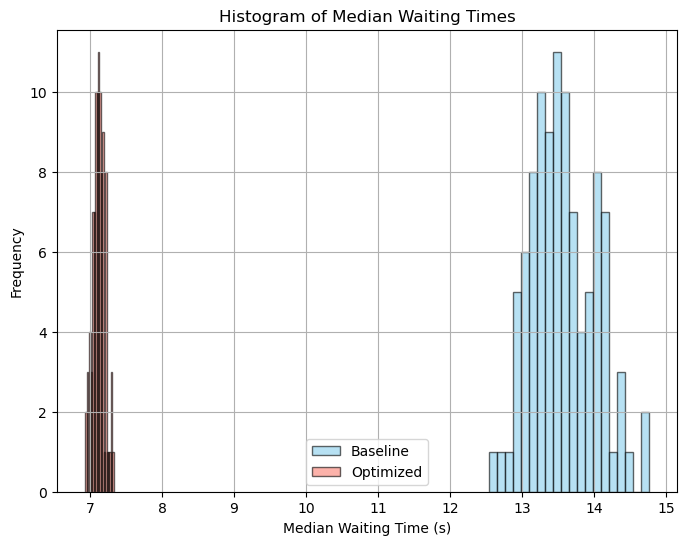 Histogram of Median Waiting Times
Frequency
10
8
6
4
2
0
Baseline
Optimized
7 8 9 10 11 12 13 14 15
Median Waiting Time (s)